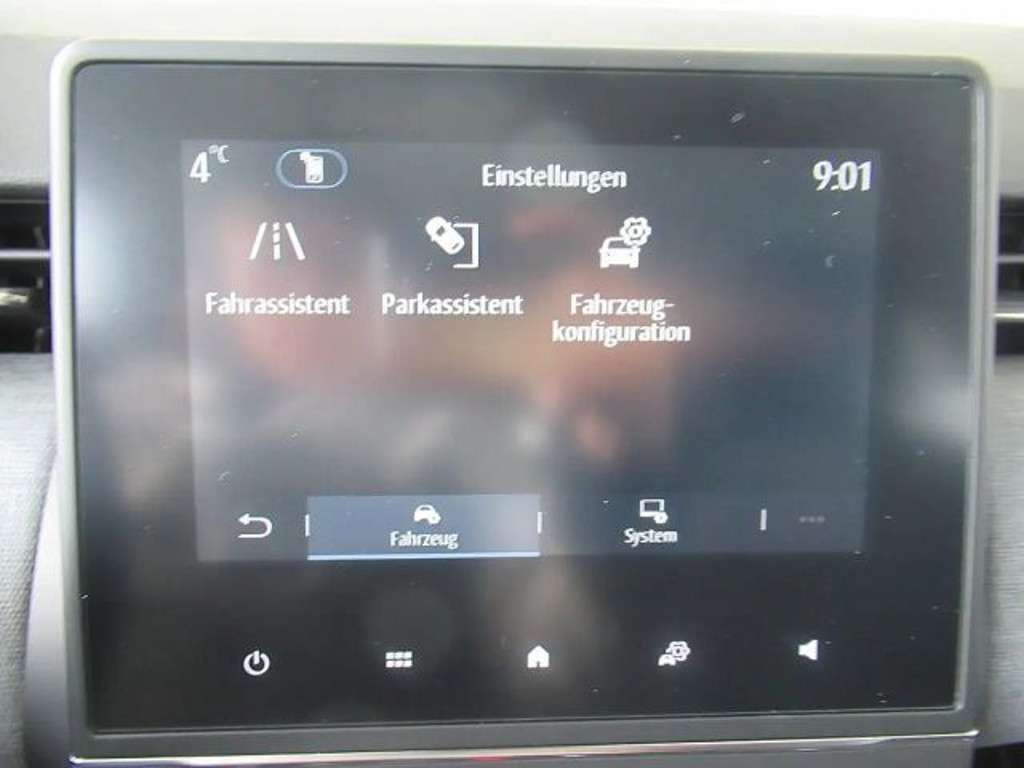 4°C
Einstellungen
9:01
Fahrassistent
Parkassistent
Fahrzeug-
konfiguration
Fahrzeug
System